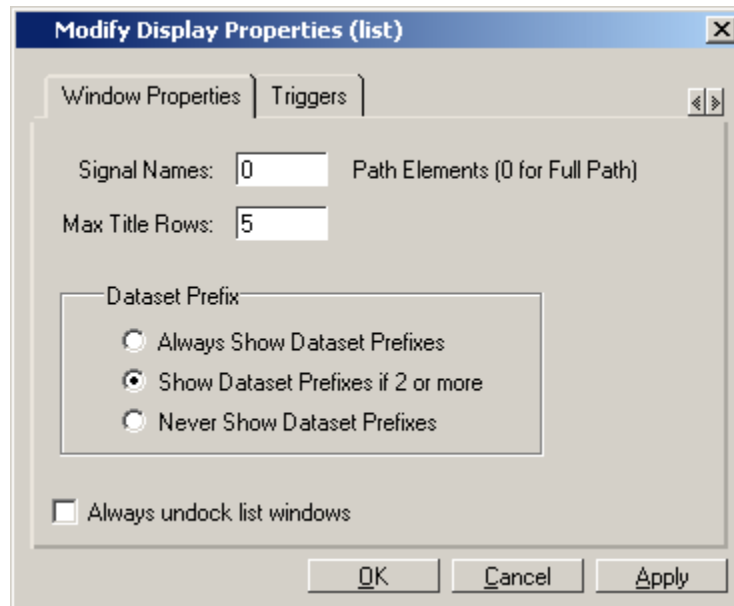 Modify Display Properties (list)
Window Properties Triggers
Signal Names: 0 Path Elements (0 for Full Path)
Max Title Rows: 5
Dataset Prefix
Always Show Dataset Prefixes
Show Dataset Prefixes if 2 or more
Never Show Dataset Prefixes
Always undock list windows
OK Cancel Apply